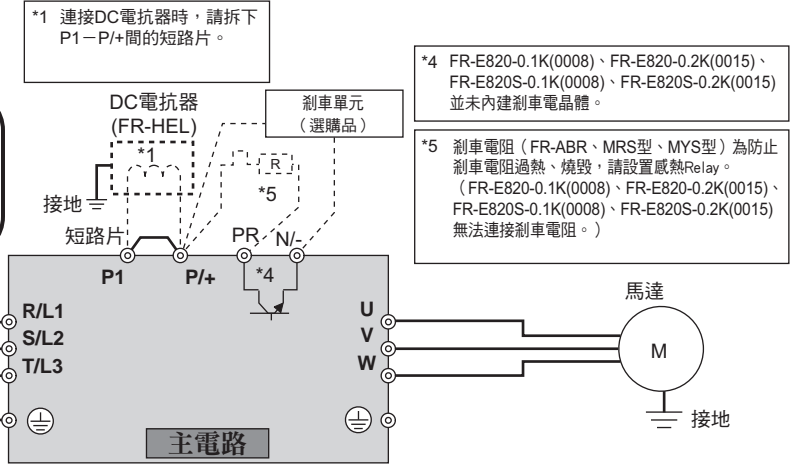 *1 連接DC電抗器時，請拆下
P1－P/+間的短路片。
*4 FR-E820-0.1K(0008)、FR-E820-0.2K(0015)、
FR-E820S-0.1K(0008)、FR-E820S-0.2K(0015)
並未內建剎車電晶體。
*5 剎車電阻（FR-ABR、MRS型、MYS型）為防止
剎車電阻過熱、燒毀，請設置感熱Relay。
（FR-E820-0.1K(0008)、FR-E820-0.2K(0015)、
FR-E820S-0.1K(0008)、FR-E820S-0.2K(0015)
無法連接剎車電阻。）
DC電抗器
(FR-HEL)
*1
剎車單元
（選購品）
R
*5
接地
短路片
PR
N/-
P1
P/+
*4
R/L1
S/L2
T/L3
U
V
W
馬達
M
接地
主電路